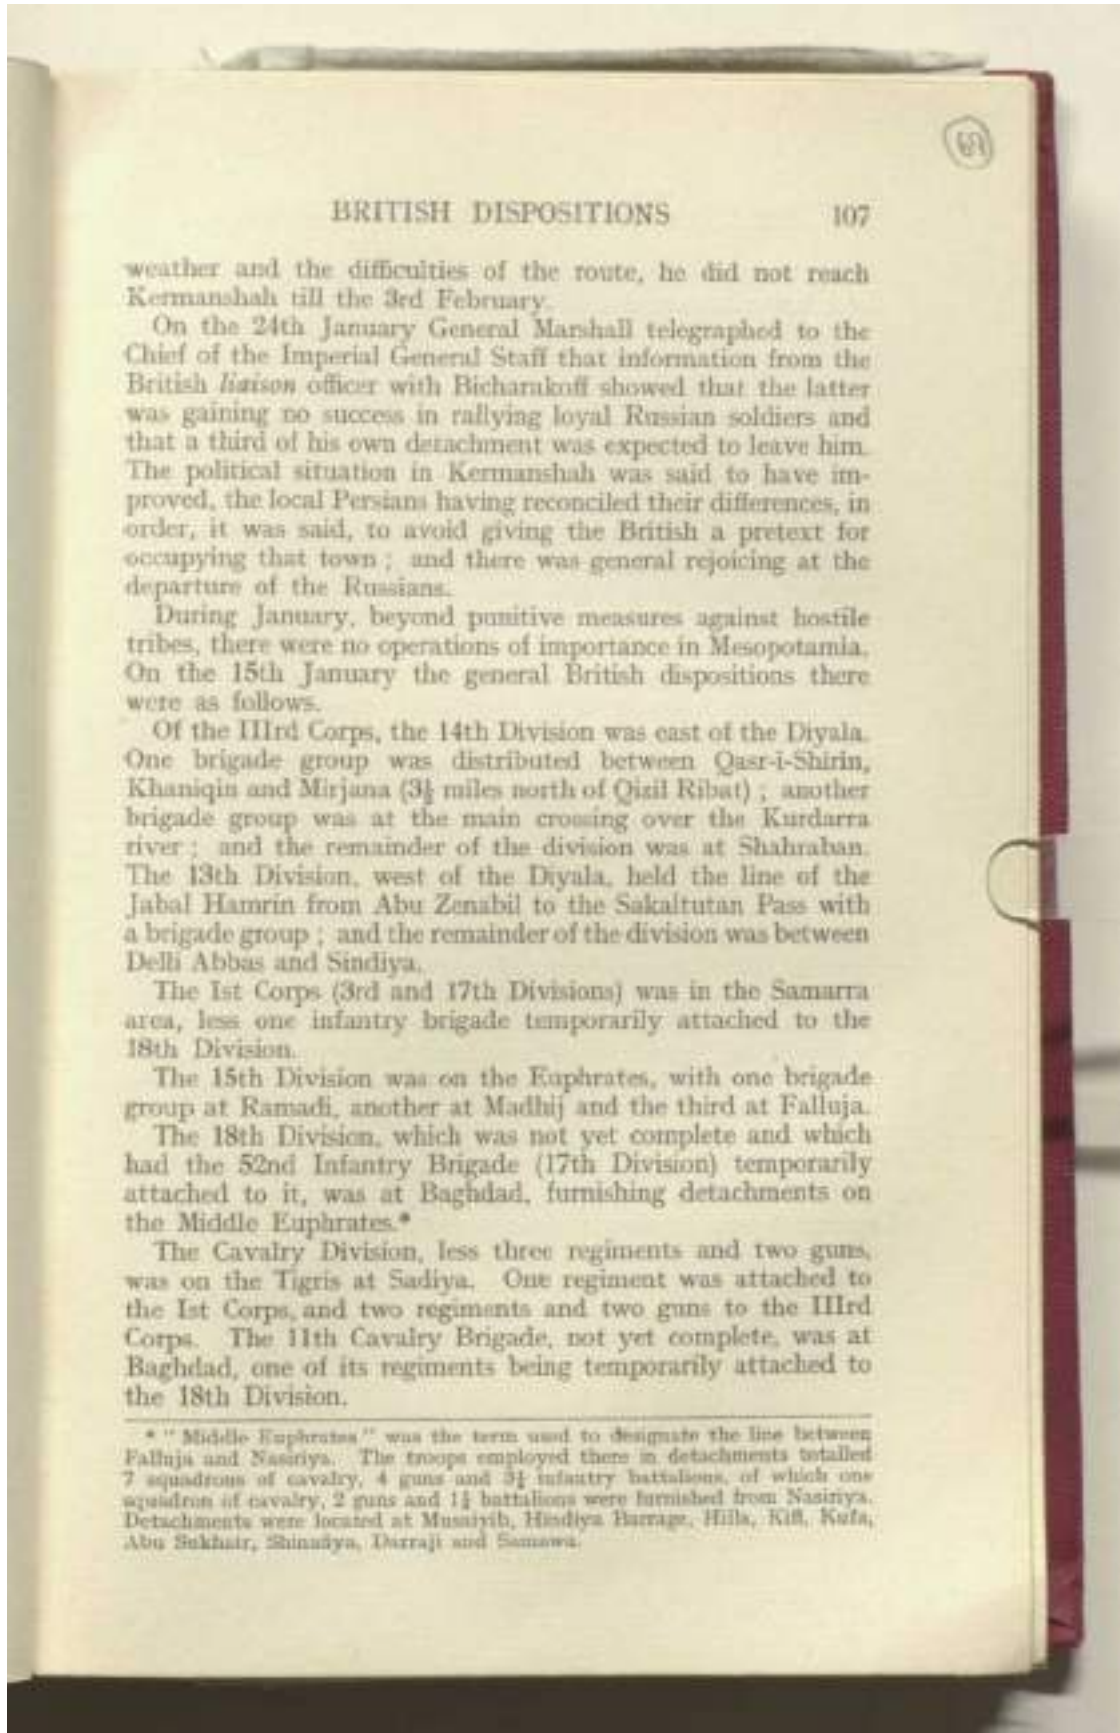 BRITISH DISPOSITIONS 107
weather and the difficulties of the route, he did not reach
Kermanshah till the 3rd February.
On the 24th January General Marshall telegraphed to the
Chief of the Imperial General Staff that information from the
British liaison officer with Bicharakoff showed that the latter
was gaining no success in rallying loyal Russian soldiers and
that a third of his own detachment was expected to leave him.
The political situation in Kermanshah was said to have im-
proved, the local Persians having reconciled their differences, in
order, it was said, to avoid giving the British a pretext for
occupying that town ; and there was general rejoicing at the
departure of the Russians.
During January, beyond punitive measures against hostile
tribes, there were no operations of importance in Mesopotamia.
On the 15th January the general British dispositions there
were as follows.
Of the IIIrd Corps, the 14th Division was east of the Diyala.
One brigade group was distributed between Qasr-i-Shirin,
Khaniqin and Mirjana (3½ miles north of Qizil Ribat) ; another
brigade group was at the main crossing over the Kurdarra
river ; and the remainder of the division was at Shahraban.
The 13th Division, west of the Diyala, held the line of the
Jabal Hamrin from Abu Zenabil to the Sakaltutan Pass with
a brigade group ; and the remainder of the division was between
Delli Abbas and Sindiya.
The Ist Corps (3rd and 17th Divisions) was in the Samarra
area, less one infantry brigade temporarily attached to the
18th Division.
The 15th Division was on the Euphrates, with one brigade
group at Ramadi, another at Madhij and the third at Falluja.
The 18th Division, which was not yet complete and which
had the 52nd Infantry Brigade (17th Division) temporarily
attached to it, was at Baghdad, furnishing detachments on
the Middle Euphrates.*
The Cavalry Division, less three regiments and two guns,
was on the Tigris at Sadiya. One regiment was attached to
the Ist Corps, and two regiments and two guns to the IIIrd
Corps. The 11th Cavalry Brigade, not yet complete, was at
Baghdad, one of its regiments being temporarily attached to
the 18th Division.
* " Middle Euphrates " was the term used to designate the line between
Falluja and Nasiriya. The troops employed there in detachments totalled
7 squadrons of cavalry, 4 guns and infantry battalions, of which one
squadron of cavalry, 2 guns and battalions were furnished from Nasiriya.
Detachments were located at Musaiyib, Hindiya Barrage, Hilla, Kifl, Kufa,
Abu Sukhair, Shinafiya, Darraji and Samawa.